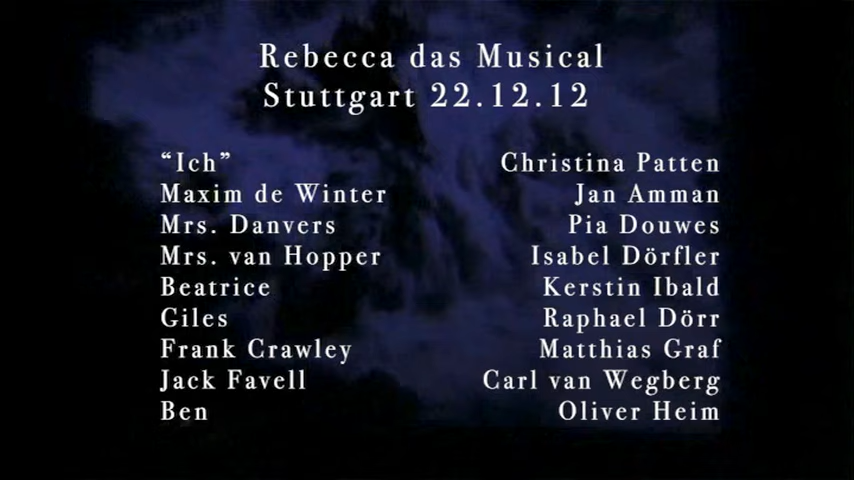 Rebecca das Musical
Stuttgart 22.12.12
“Ich” Christina Patten
Maxim de Winter Jan Amman
Mrs. Danvers Pia Douwes
Mrs. van Hopper Isabel Dörfler
Beatrice Kerstin Ibald
Giles Raphael Dörr
Frank Crawley Matthias Graf
Jack Favell Carl van Wegberg
Ben Oliver Heim